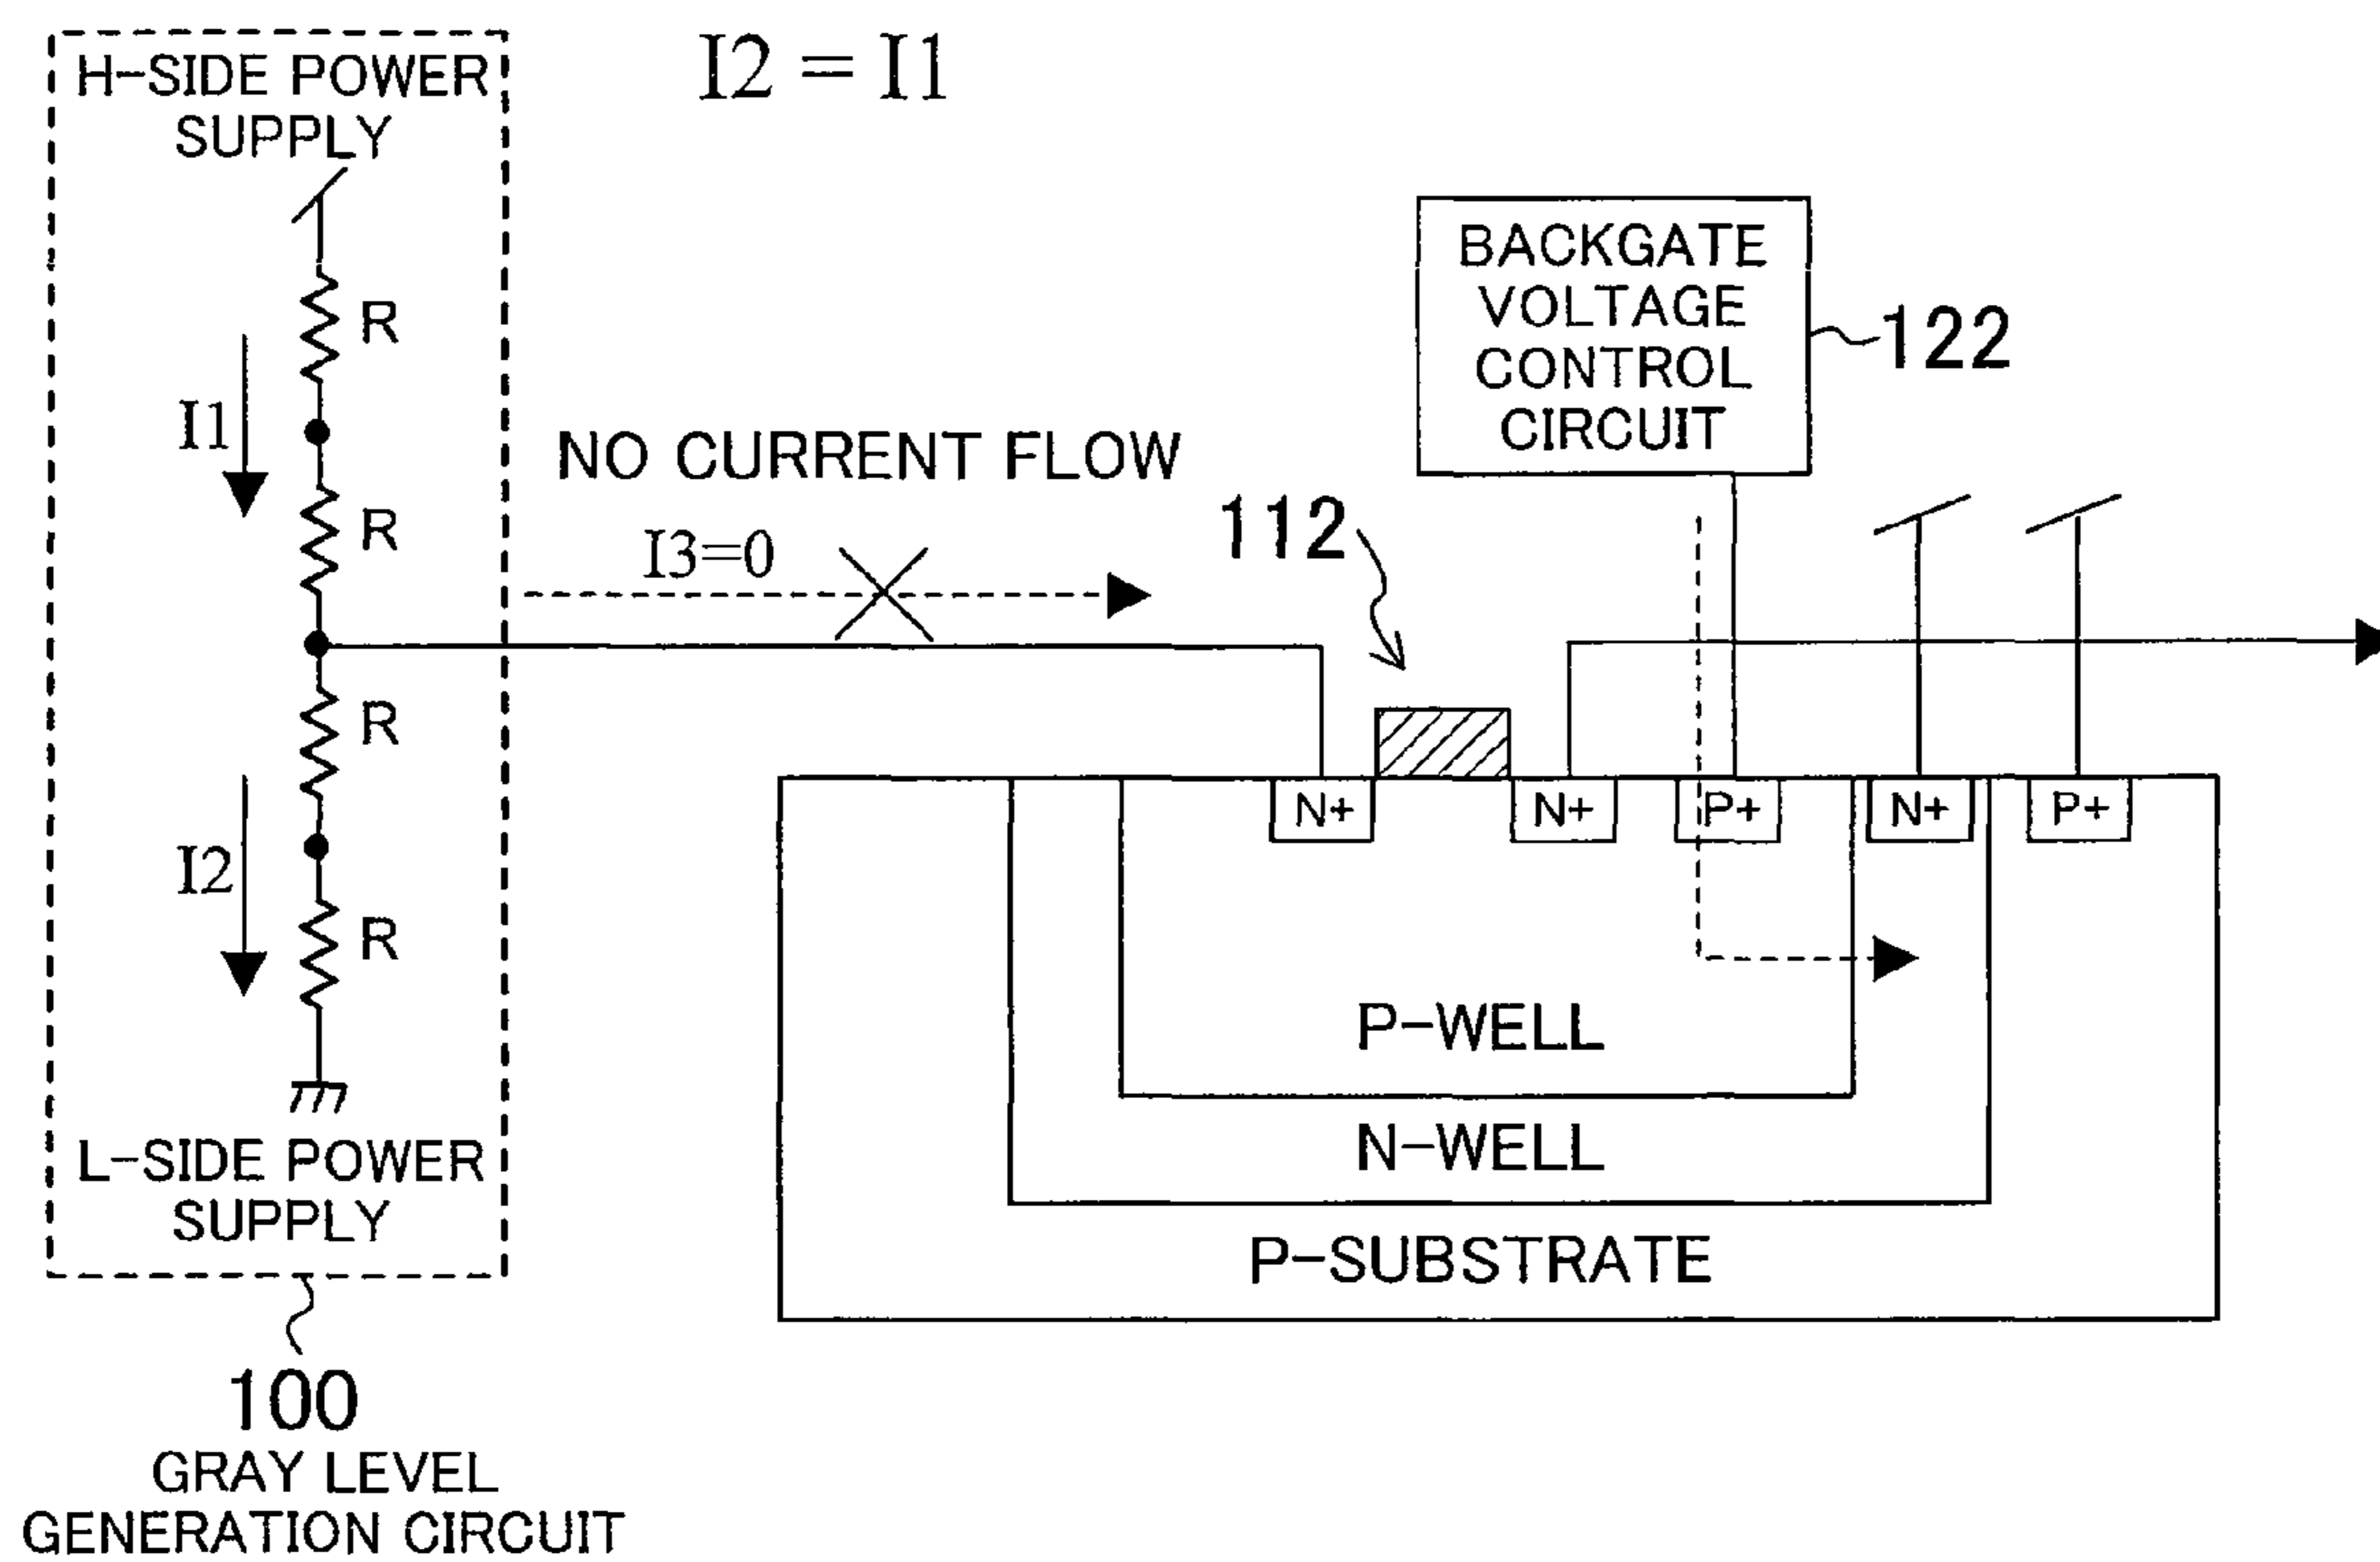 H-SIDE POWER
SUPPLY
I2 = I1
BACKGATE
VOLTAGE
CONTROL
CIRCUIT
122
R
I1
NO CURRENT FLOW
R
112
I3=0
R
N+
N+
P+
N+
P+
I2
R
P-WELL
N-WELL
L-SIDE POWER
SUPPLY
P-SUBSTRATE
100
GRAY LEVEL
GENERATION CIRCUIT